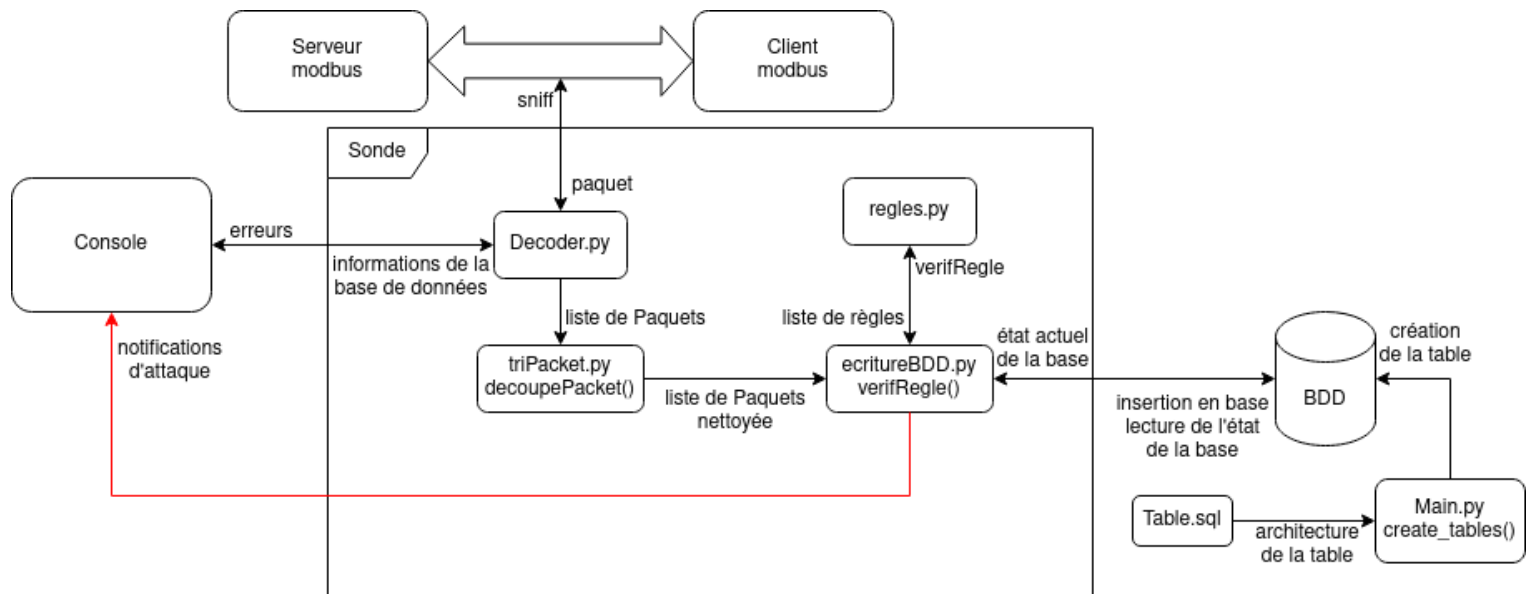 Serveur
modbus
Client
modbus
sniff
Sonde
paquet
regles.py
Console
erreurs
Decoder.py
informations de la
base de données
verifRegle
liste de Paquets
liste de règles
état actuel
de la base
création
de la table
notifications
d'attaque
triPacket.py
decoupePacket()
ecritureBDD.py
verifRegle()
liste de Paquets
nettoyée
BDD
insertion en base
lecture de l'état
de la base
Table.sql
architecture
de la table
Main.py
create_tables()